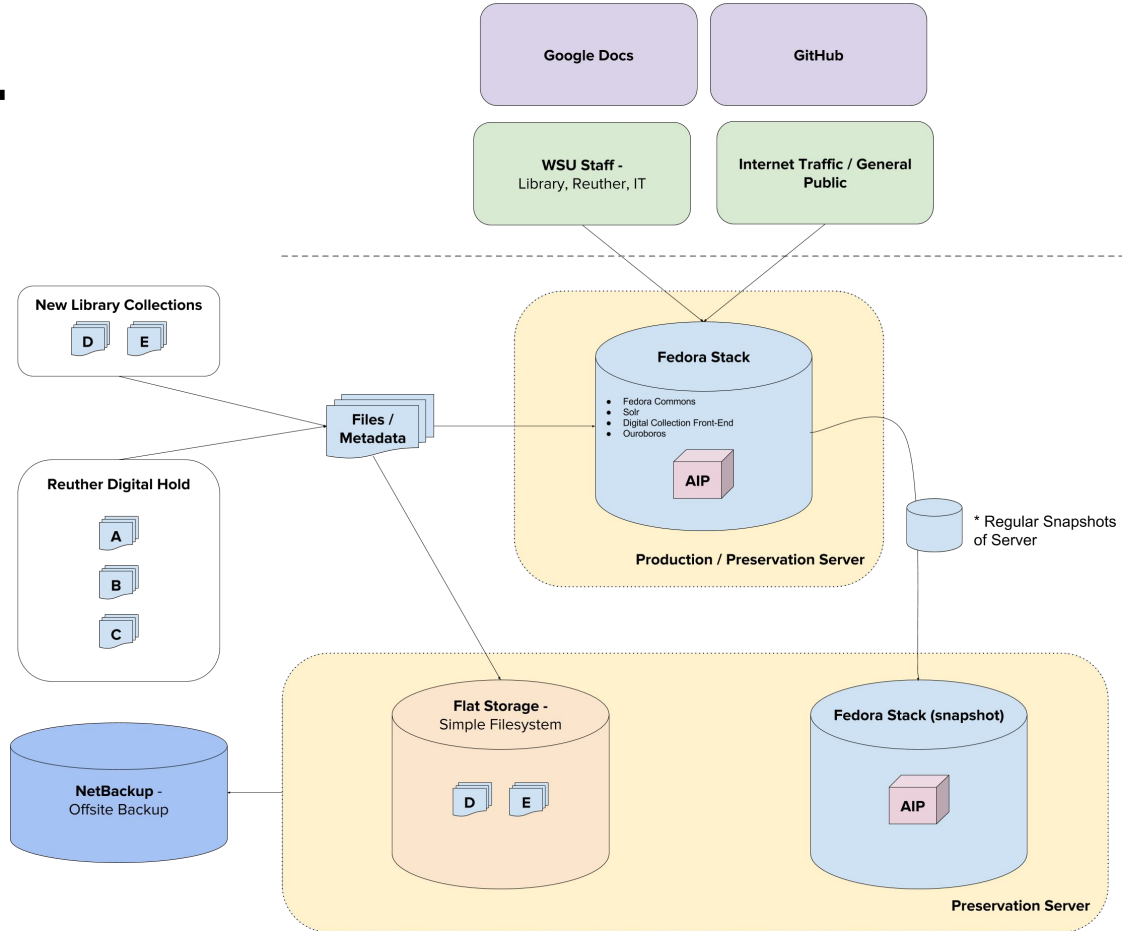 Google Docs
GitHub
WSU Staff -
Library, Reuther, IT
Internet Traffic / General
Public
New Library Collections
D
E
Files /
Metadata
Reuther Digital Hold
A
B
C
Fedora Stack
● Fedora Commons
● Solr
● Digital Collection Front-End
● Ouroboros
AIP
Production / Preservation Server
* Regular Snapshots
of Server
Flat Storage -
Simple Filesystem
D
E
Fedora Stack (snapshot)
AIP
Preservation Server
NetBackup -
Offsite Backup